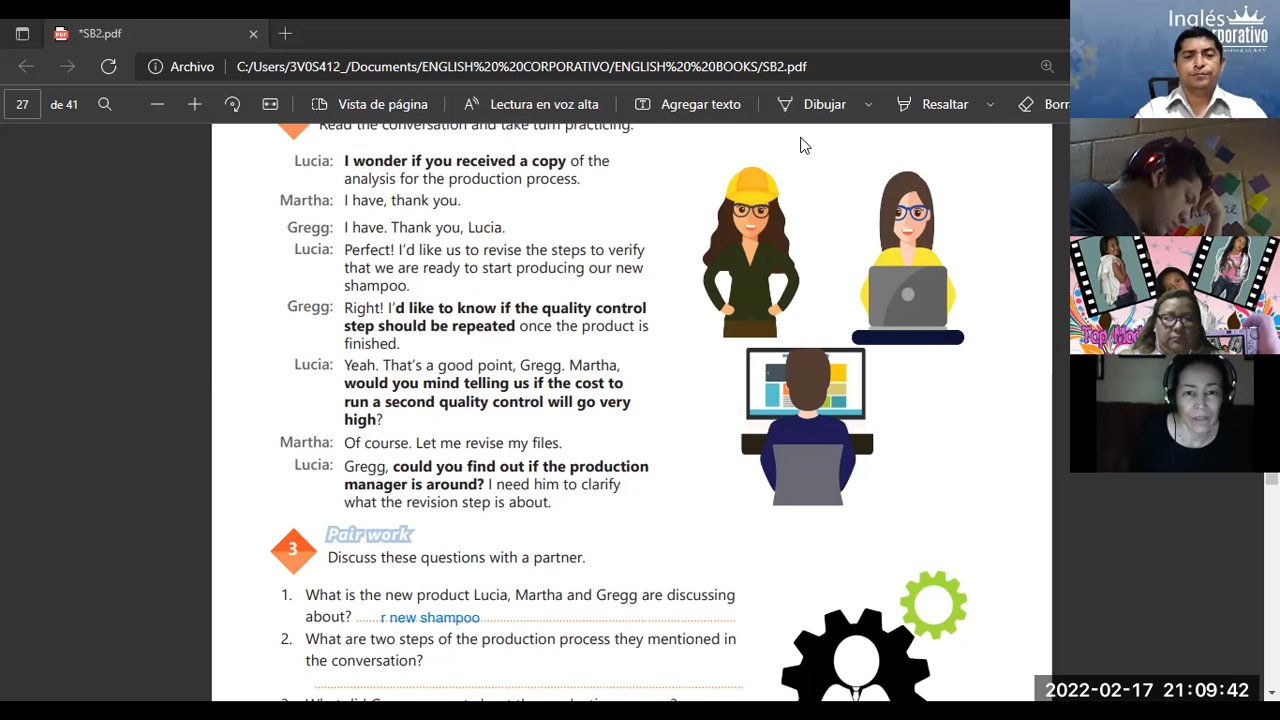 *SB2.pdf
Archivo C:/Users/3V0S412_/Documents/ENGLISH%20%20CORPORATIVO/ENGLISH%20%20BOOKS/SB2.pdf
27 de 41 Vista de página Lectura en voz alta Agregar texto Dibujar Resaltar Borr
Read the conversation and take turn practicing.
Lucia: I wonder if you received a copy of the
analysis for the production process.
Martha: I have, thank you.
Gregg: I have. Thank you, Lucia.
Lucia: Perfect! I'd like us to revise the steps to verify
that we are ready to start producing our new
shampoo.
Gregg: Right! I'd like to know if the quality control
step should be repeated once the product is
finished.
Lucia: Yeah. That's a good point, Gregg. Martha,
would you mind telling us if the cost to
run a second quality control will go very
high?
Martha: Of course. Let me revise my files.
Lucia: Gregg, could you find out if the production
manager is around? I need him to clarify
what the revision step is about.
3 Pair work
Discuss these questions with a partner.
1. What is the new product Lucia, Martha and Gregg are discussing
about? r new shampoo
2. What are two steps of the production process they mentioned in
the conversation?
Inglés
orporativo
Top Mod
2022-02-17 21:09:42